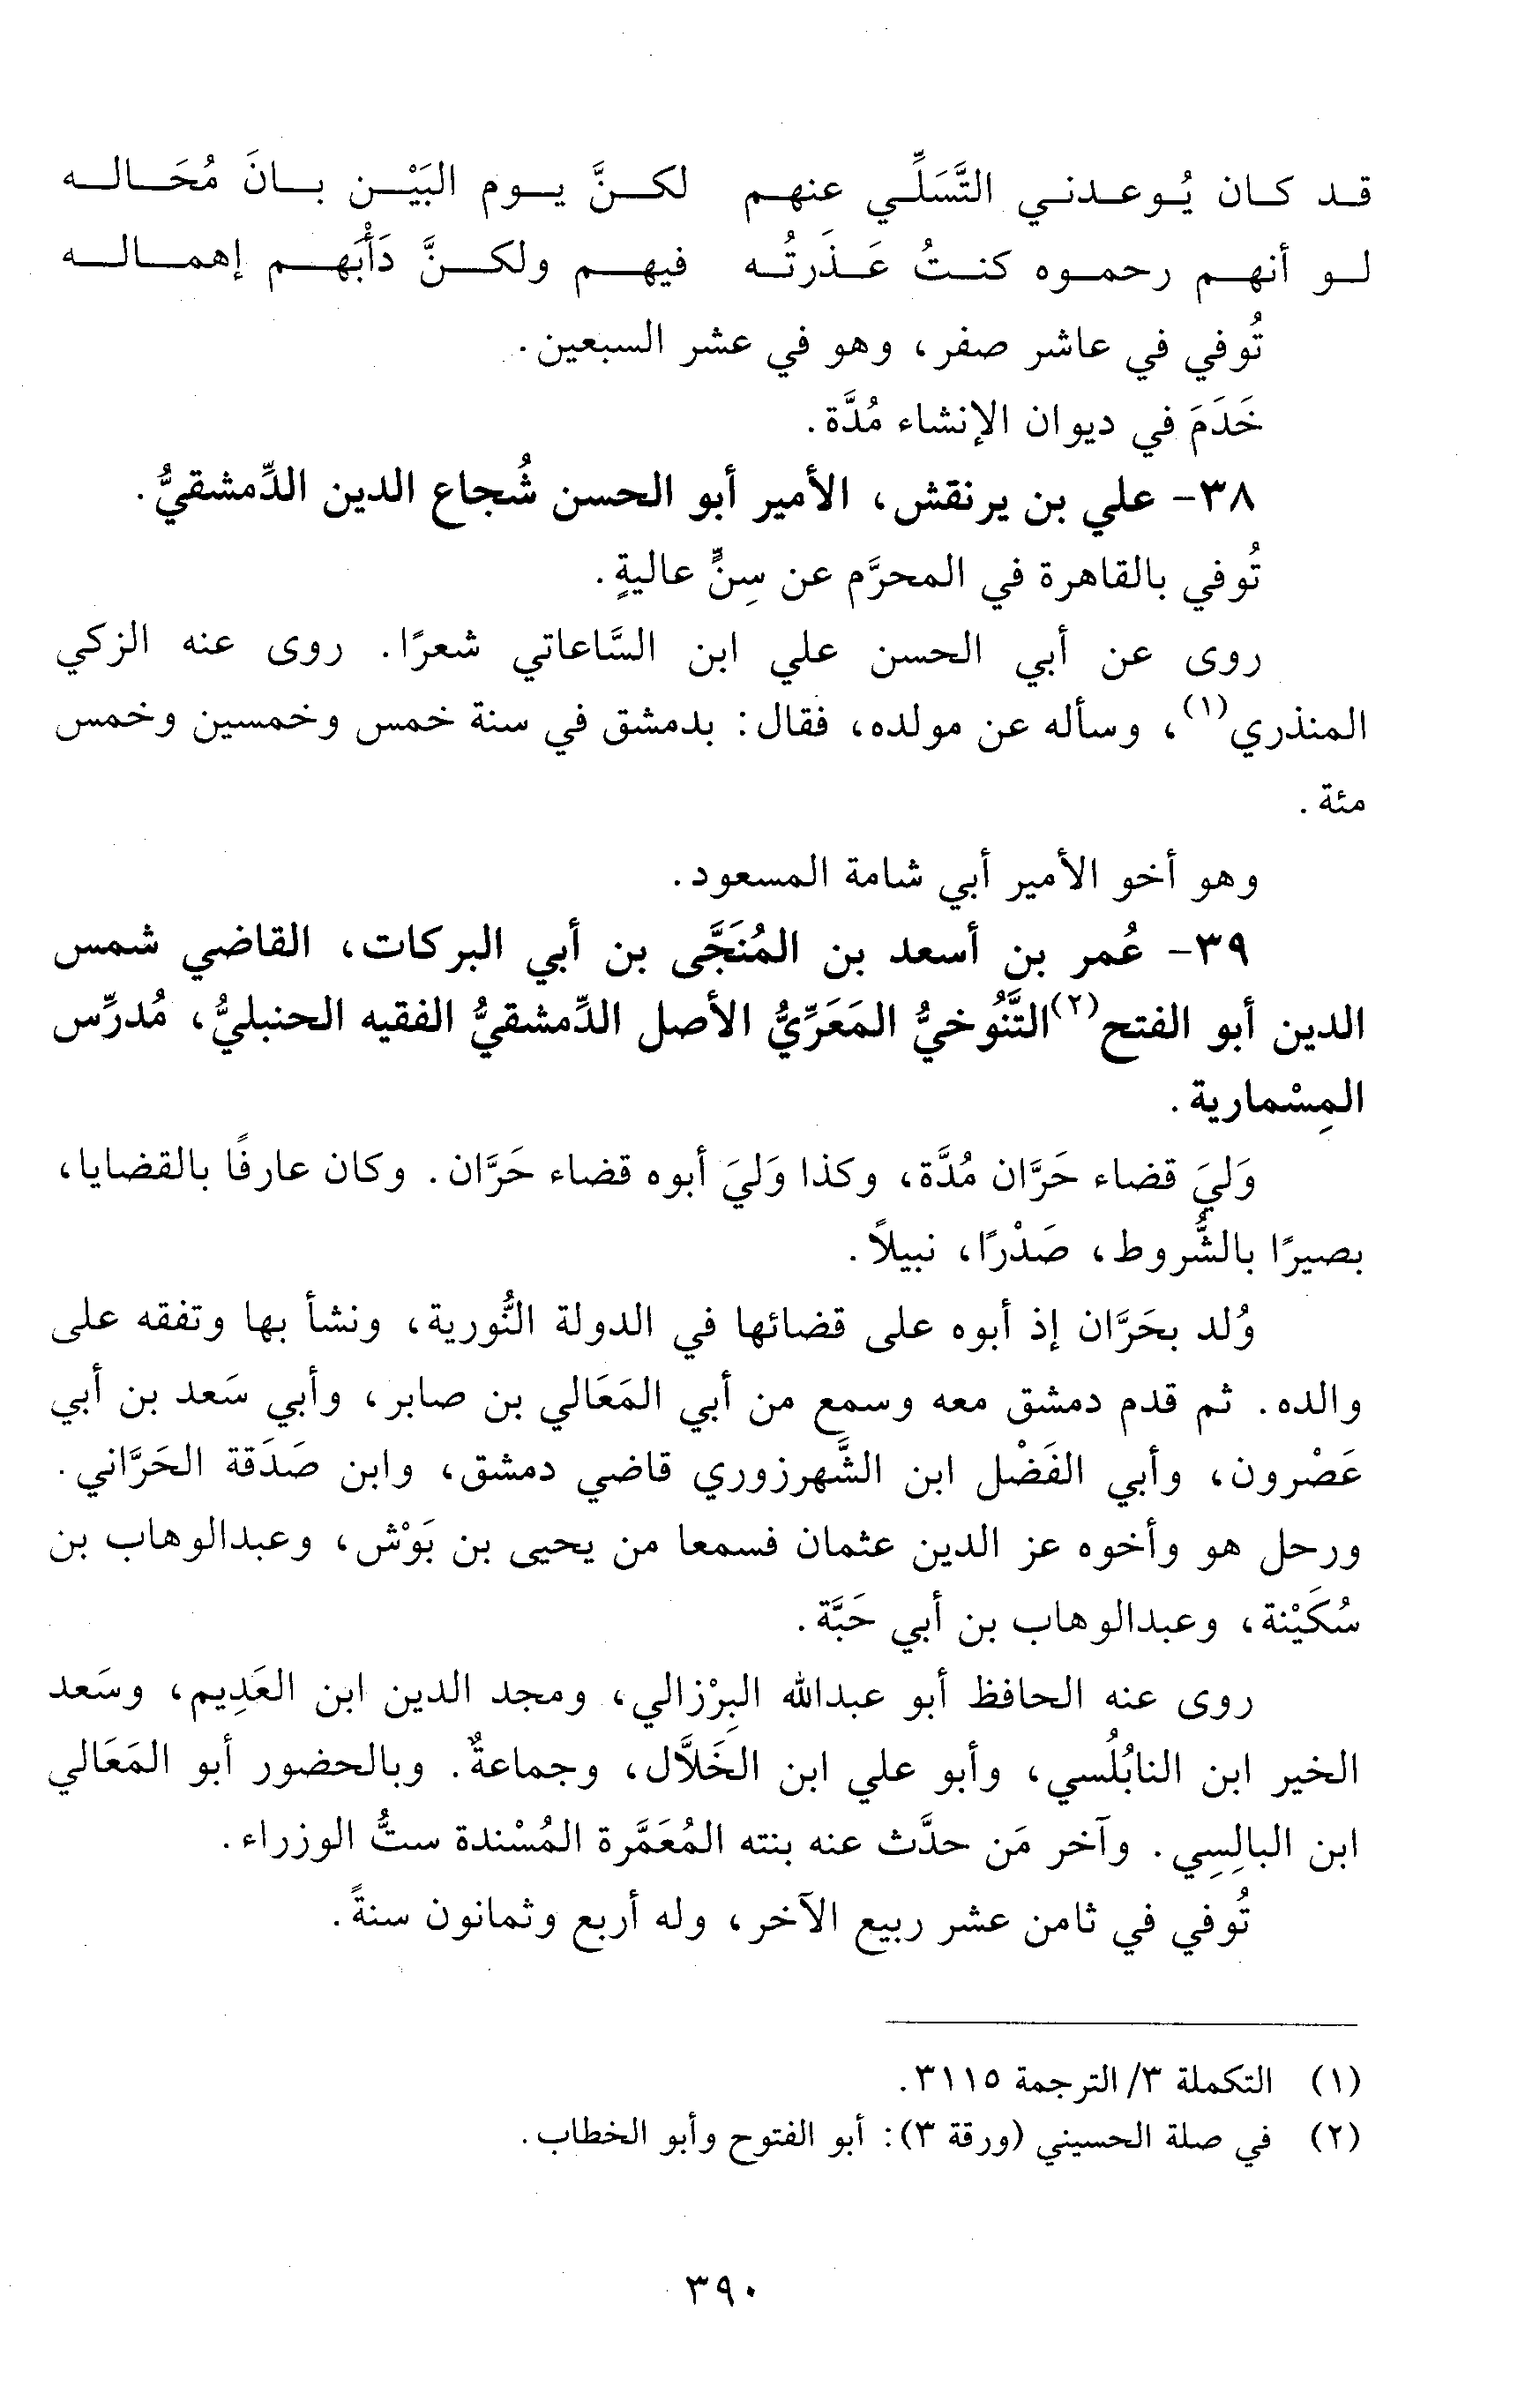 قد كان يُوعدني التَّسَلِّي عنهم لكنَّ يوم البَيْن بانَ مُحَاله
لو أنهم رحموه كنتُ عَذَرتُه فيهم ولكنَّ دَأْبَهم إهماله
تُوفي في عاشر صفر، وهو في عشر السبعين.
خَدَمَ في ديوان الإنشاء مُدَّة.
٣٨- علي بن يرنقش، الأمير أبو الحسن شُجاع الدين الدِّمشقيُّ.
تُوفي بالقاهرة في المحرَّم عن سِنٍّ عاليةٍ.
روى عن أبي الحسن علي ابن السَّاعاتي شعرًا. روى عنه الزكي
المنذري(١)، وسأله عن مولده، فقال: بدمشق في سنة خمس وخمسين وخمس
مئة.
وهو أخو الأمير أبي شامة المسعود.
٣٩- عُمر بن أسعد بن المُنَجَّى بن أبي البركات، القاضي شمس
الدين أبو الفتح(٢) التَّنُوخيُّ المَعَرِّيُّ الأصل الدِّمشقيُّ الفقيه الحنبليُّ، مُدرِّس
المِسْمارية.
وَليَ قضاء حَرَّان مُدَّة، وكذا وَليَ أبوه قضاء حَرَّان. وكان عارفًا بالقضايا،
بصيرًا بالشُّروط، صَدْرًا، نبيلاً.
وُلد بحَرَّان إذ أبوه على قضائها في الدولة النُّورية، ونشأ بها وتفقه على
والده. ثم قدم دمشق معه وسمع من أبي المَعَالي بن صابر، وأبي سَعد بن أبي
عَصْرون، وأبي الفَضْل ابن الشَّهرزوري قاضي دمشق، وابن صَدَقة الحَرَّاني.
ورحل هو وأخوه عز الدين عثمان فسمعا من يحيى بن بَوْش، وعبدالوهاب بن
سُكَيْنة، وعبدالوهاب بن أبي حَبَّة.
روى عنه الحافظ أبو عبدالله البِرْزالي، ومجد الدين ابن العَدِيم، وسَعد
الخير ابن النابُلُسي، وأبو علي ابن الخَلاَّل، وجماعةٌ. وبالحضور أبو المَعَالي
ابن البالِسِي. وآخر مَن حدَّث عنه بنته المُعَمَّرة المُسْندة ستُّ الوزراء.
تُوفي في ثامن عشر ربيع الآخر، وله أربع وثمانون سنةً.
(١) التكملة ٣/ الترجمة ٣١١٥.
(٢) في صلة الحسيني (ورقة ٣): أبو الفتوح وأبو الخطاب.
٣٩٠